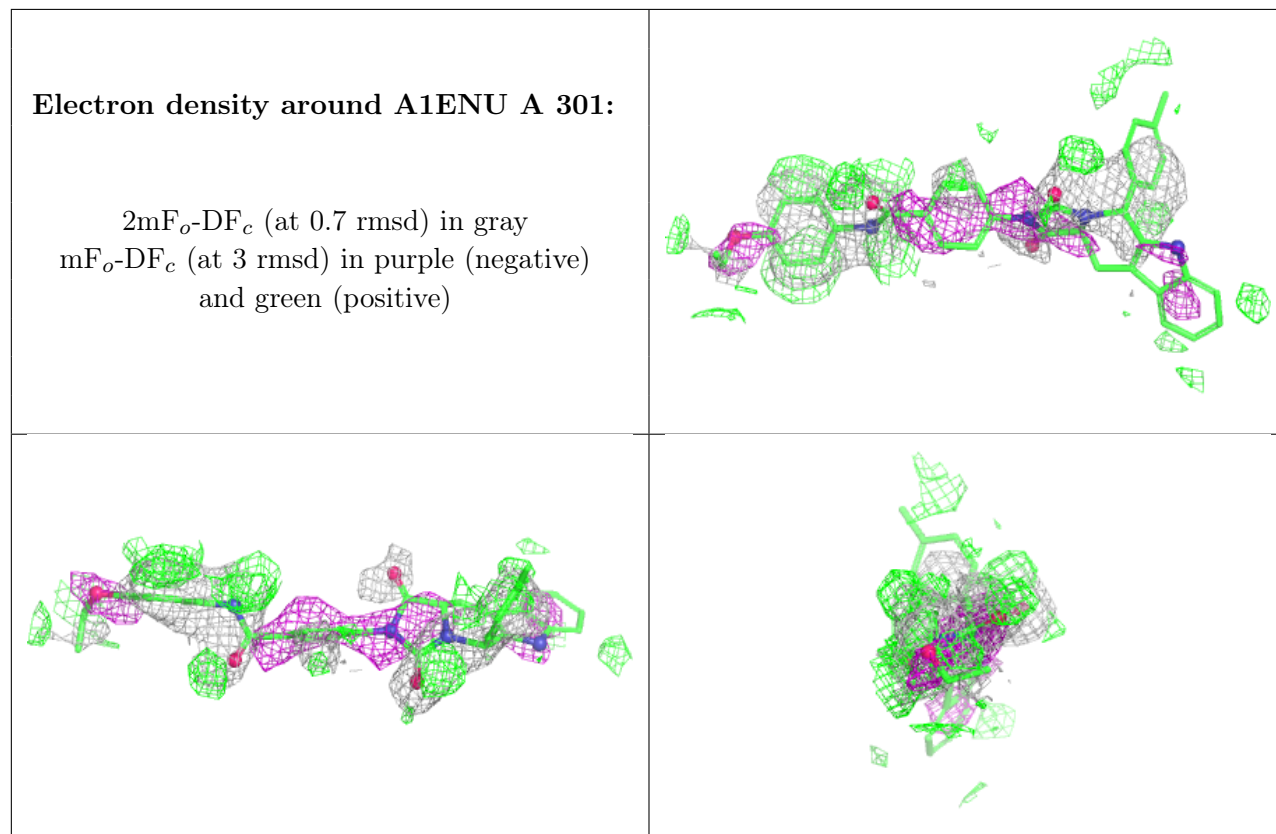 Electron density around A1ENU A 301:
2mFo-DFc (at 0.7 rmsd) in gray
mFo-DFc (at 3 rmsd) in purple (negative)
and green (positive)